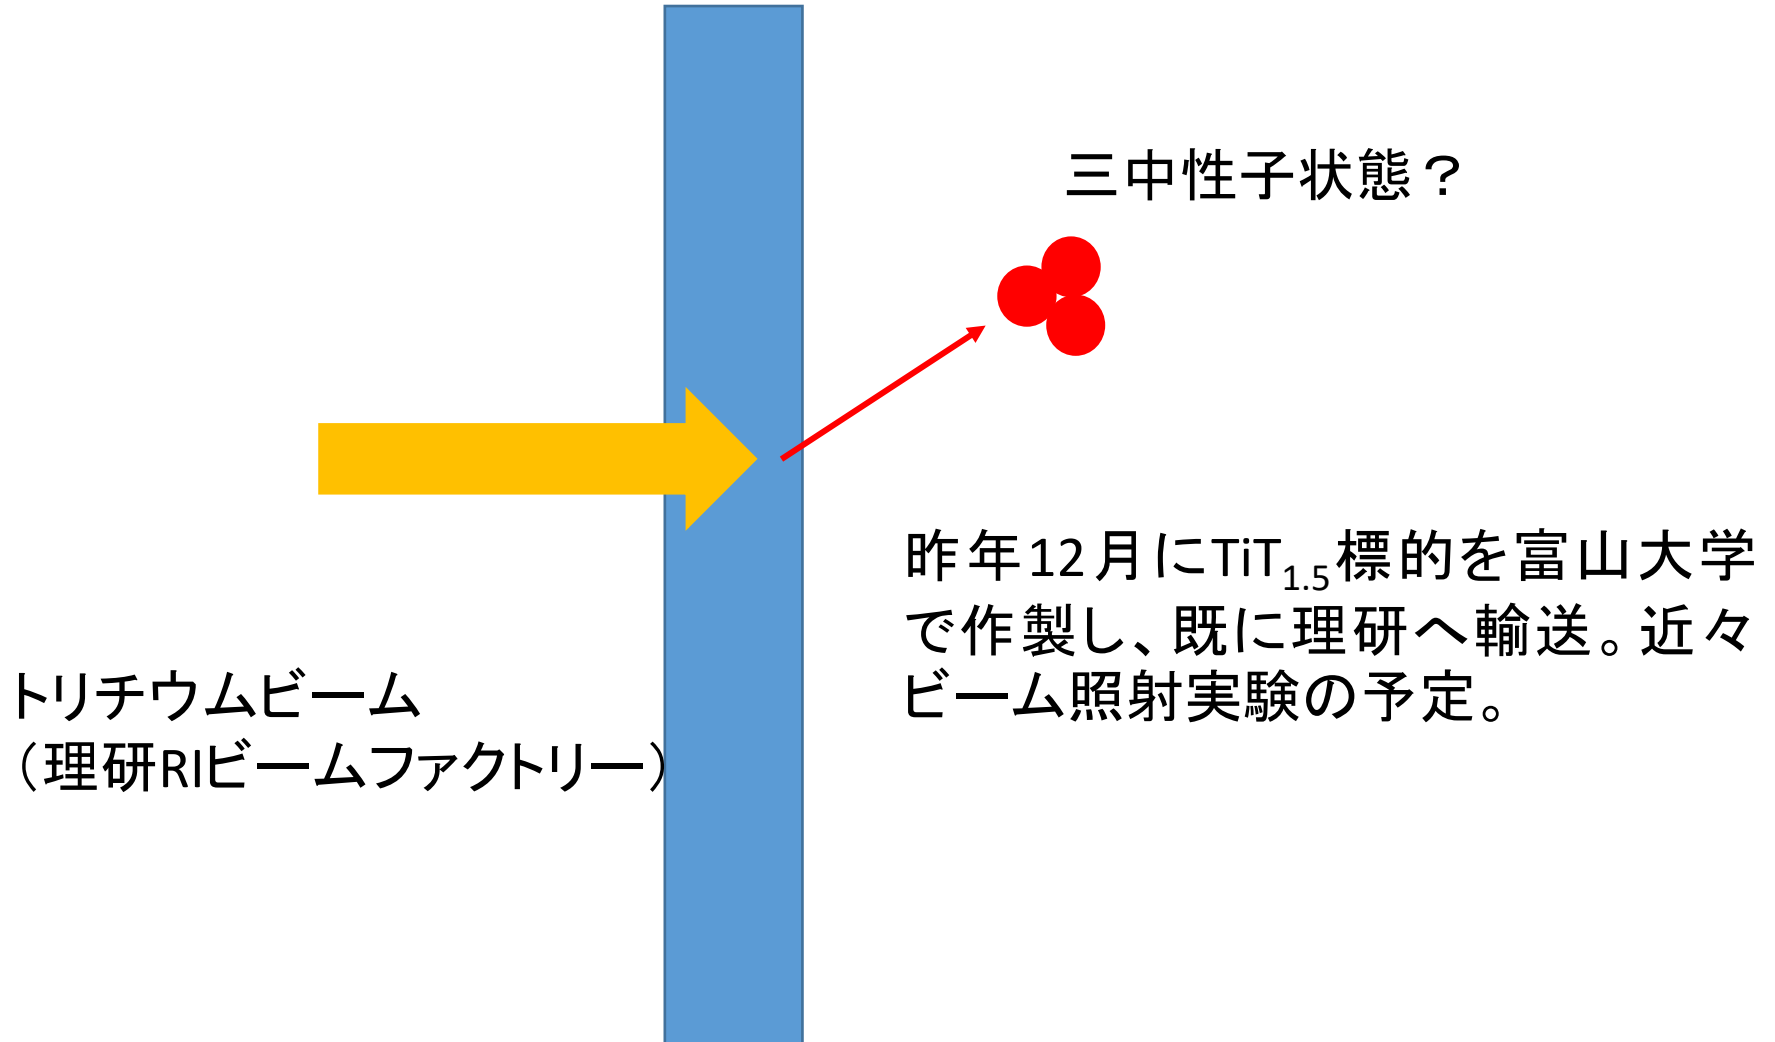 三中性子状態？
昨年12月にTiT1.5標的を富山大学
で作製し、既に理研へ輸送。近々
ビーム照射実験の予定。
トリチウムビーム
（理研RIビームファクトリー）